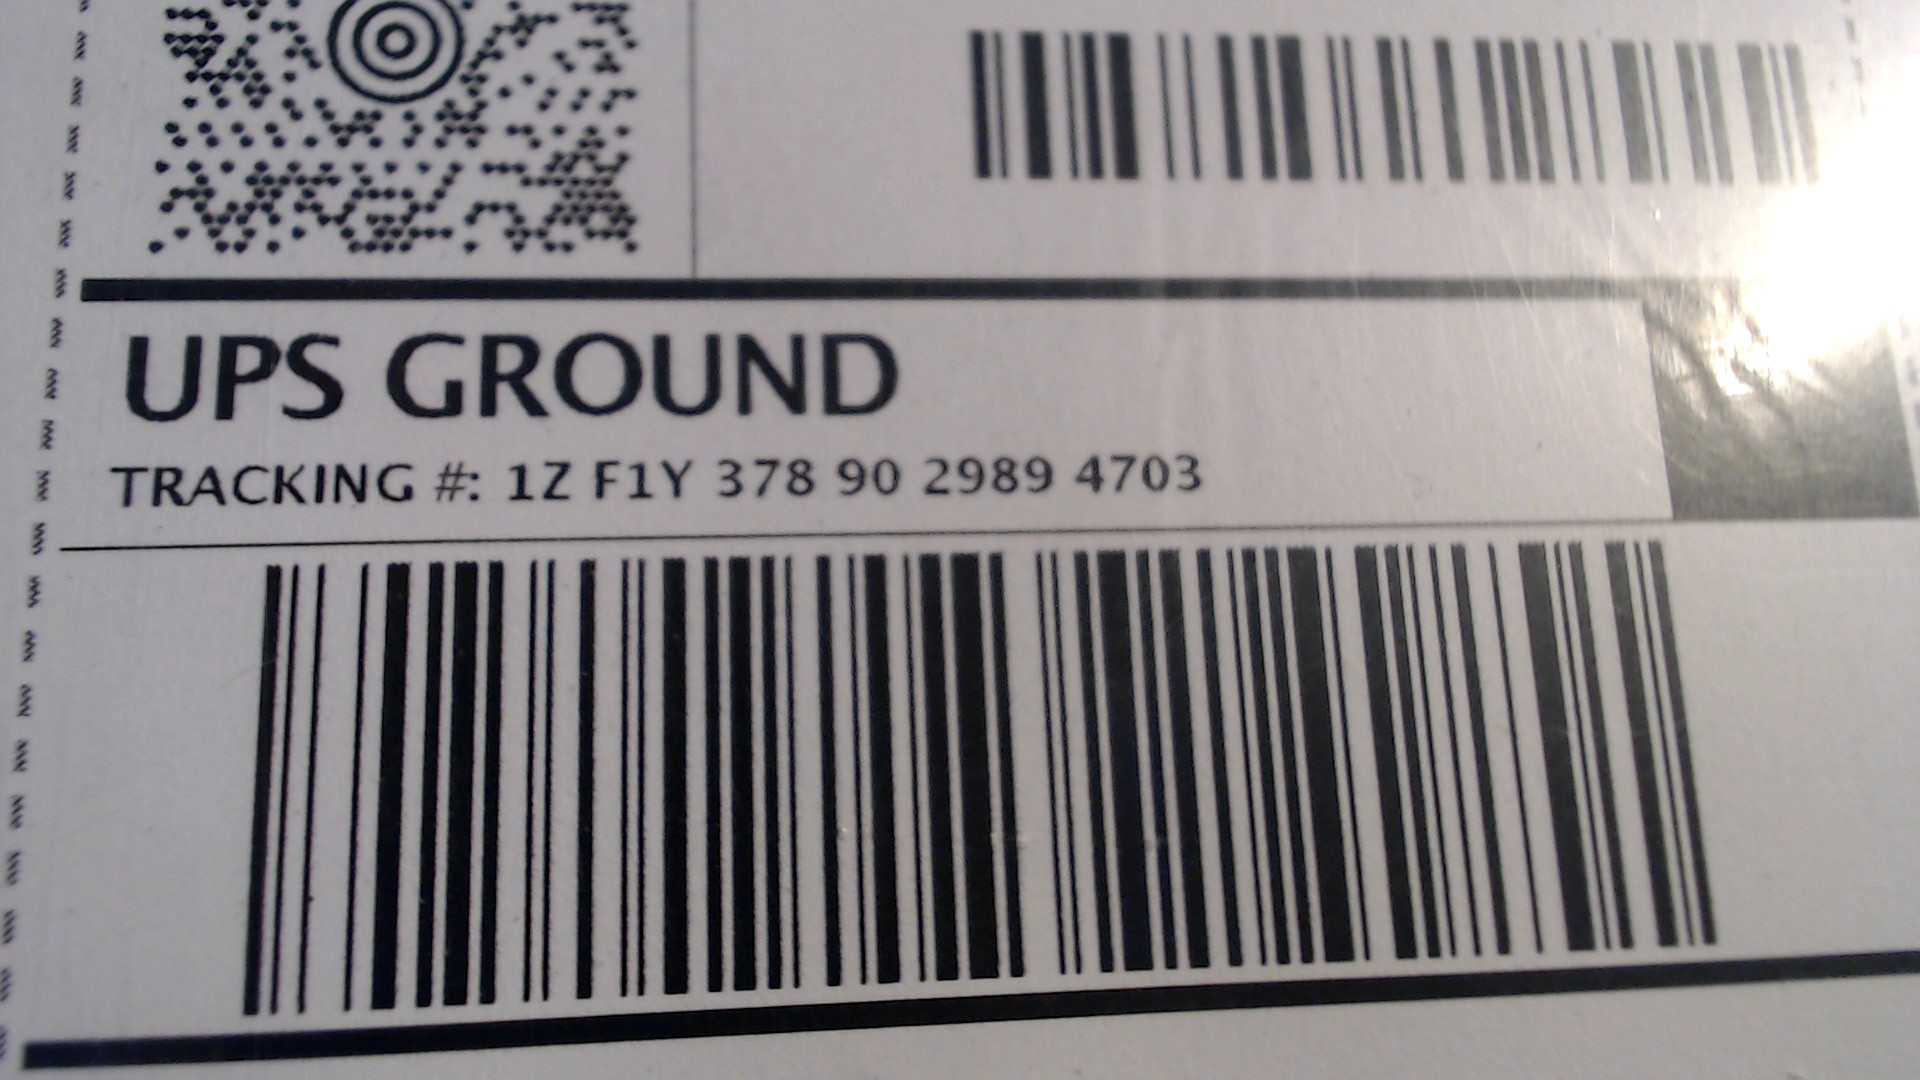 UPS GROUND
TRACKING #: 1Z F1Y 378 90 2989 4703